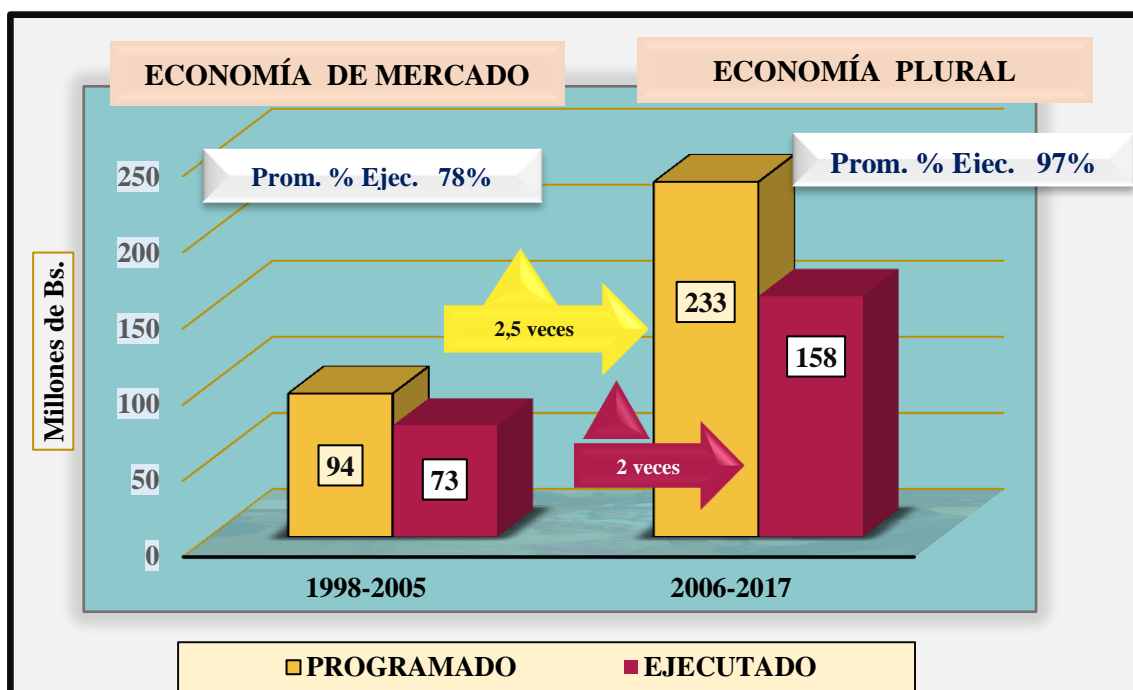 ECONOMÍA DE MERCADO
ECONOMÍA PLURAL
Prom. % Ejec. 78%
Prom. % Ejec. 97%
Millones de Bs.
250
200
150
100
50
0
2,5 veces
2 veces
94
73
233
158
1998-2005
2006-2017
PROGRAMADO
EJECUTADO